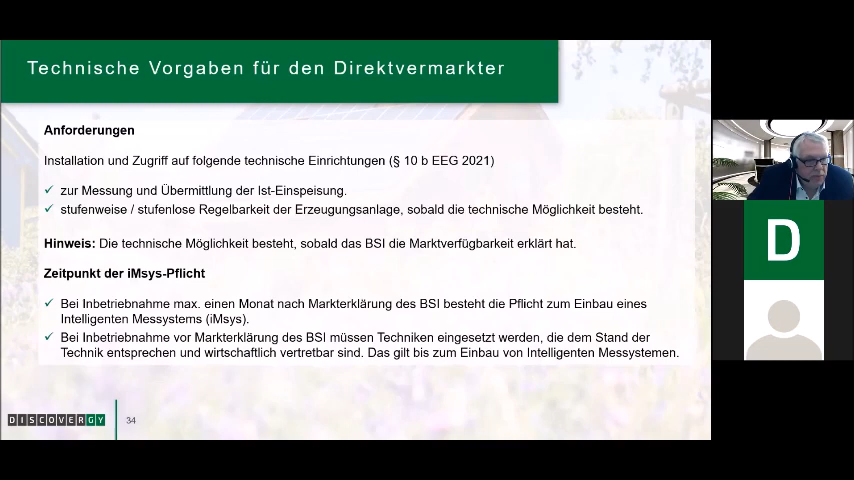 Technische Vorgaben für den Direktvermarkter
Anforderungen
Installation und Zugriff auf folgende technische Einrichtungen (§ 10 b EEG 2021)
✓ zur Messung und Übermittlung der Ist-Einspeisung.
✓ stufenweise / stufenlose Regelbarkeit der Erzeugungsanlage, sobald die technische Möglichkeit besteht.
Hinweis: Die technische Möglichkeit besteht, sobald das BSI die Marktverfügbarkeit erklärt hat.
Zeitpunkt der iMsys-Pflicht
✓ Bei Inbetriebnahme max. einen Monat nach Markterklärung des BSI besteht die Pflicht zum Einbau eines
Intelligenten Messystems (iMsys).
✓ Bei Inbetriebnahme vor Markterklärung des BSI müssen Techniken eingesetzt werden, die dem Stand der
Technik entsprechen und wirtschaftlich vertretbar sind. Das gilt bis zum Einbau von Intelligenten Messystemen.
DISCOVERGY
34
D